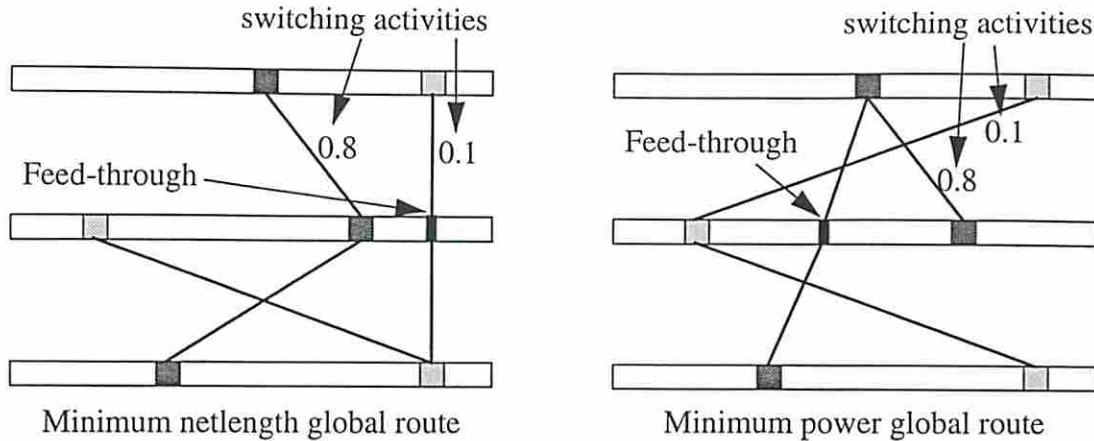 switching activities
0.8
0.1
Feed-through
Minimum netlength global route
switching activities
0.1
Feed-through
0.8
Minimum power global route